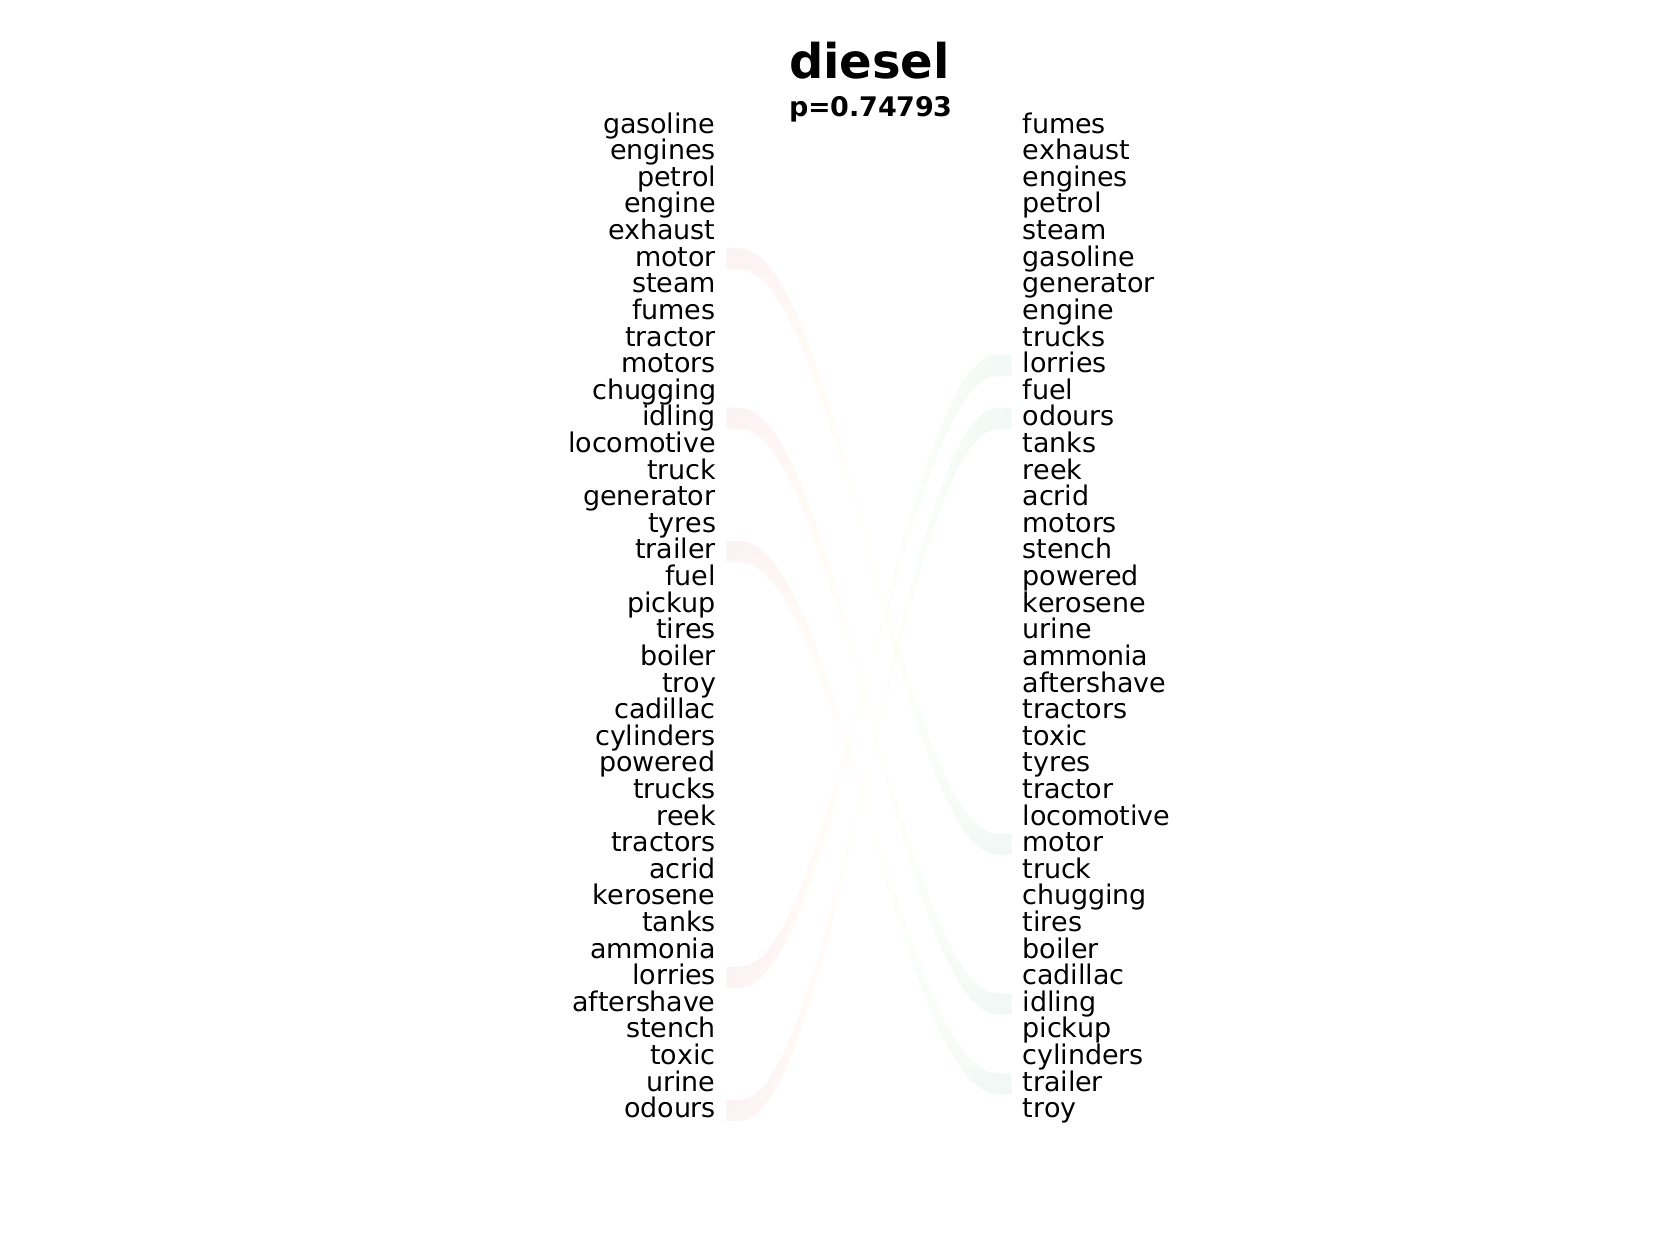 diesel
p=0.74793
gasoline
engines
petrol
engine
exhaust
motor
steam
fumes
tractor
motors
chugging
idling
locomotive
truck
generator
tyres
trailer
fuel
pickup
tires
boiler
troy
cadillac
cylinders
powered
trucks
reek
tractors
acrid
kerosene
tanks
ammonia
lorries
aftershave
stench
toxic
urine
odours
fumes
exhaust
engines
petrol
steam
gasoline
generator
engine
trucks
lorries
fuel
odours
tanks
reek
acrid
motors
stench
powered
kerosene
urine
ammonia
aftershave
tractors
toxic
tyres
tractor
locomotive
motor
truck
chugging
tires
boiler
cadillac
idling
pickup
cylinders
trailer
troy